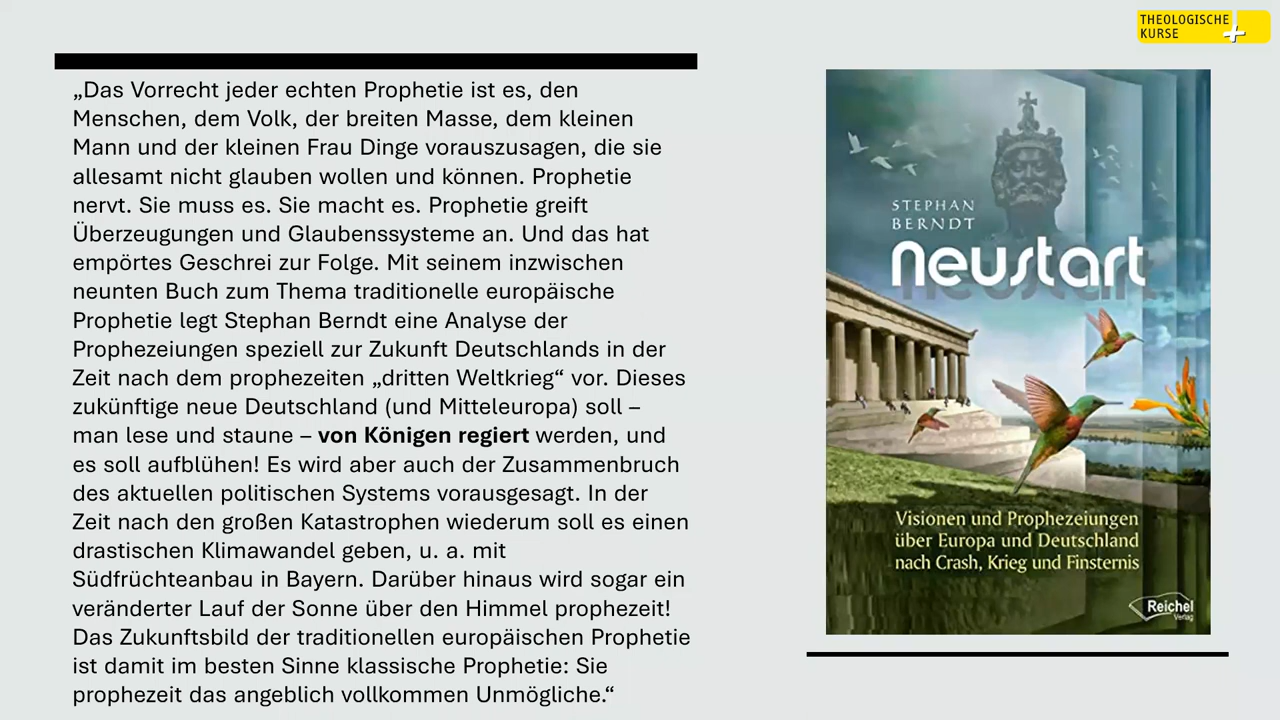 THEOLOGISCHE
KURSE
„Das Vorrecht jeder echten Prophetie ist es, den
Menschen, dem Volk, der breiten Masse, dem kleinen
Mann und der kleinen Frau Dinge vorauszusagen, die sie
allesamt nicht glauben wollen und können. Prophetie
nervt. Sie muss es. Sie macht es. Prophetie greift
Überzeugungen und Glaubenssysteme an. Und das hat
empörtes Geschrei zur Folge. Mit seinem inzwischen
neunten Buch zum Thema traditionelle europäische
Prophetie legt Stephan Berndt eine Analyse der
Prophezeiungen speziell zur Zukunft Deutschlands in der
Zeit nach dem prophezeiten „dritten Weltkrieg“ vor. Dieses
zukünftige neue Deutschland (und Mitteleuropa) soll –
man lese und staune – von Königen regiert werden, und
es soll aufblühen! Es wird aber auch der Zusammenbruch
des aktuellen politischen Systems vorausgesagt. In der
Zeit nach den großen Katastrophen wiederum soll es einen
drastischen Klimawandel geben, u. a. mit
Südfrüchteanbau in Bayern. Darüber hinaus wird sogar ein
veränderter Lauf der Sonne über den Himmel prophezeit!
Das Zukunftsbild der traditionellen europäischen Prophetie
ist damit im besten Sinne klassische Prophetie: Sie
prophezeit das angeblich vollkommen Unmögliche.“
STEPHAN
BERNDT
neustart
Visionen und Prophezeiungen
über Europa und Deutschland
nach Crash, Krieg und Finsternis
Reichel
Verlag